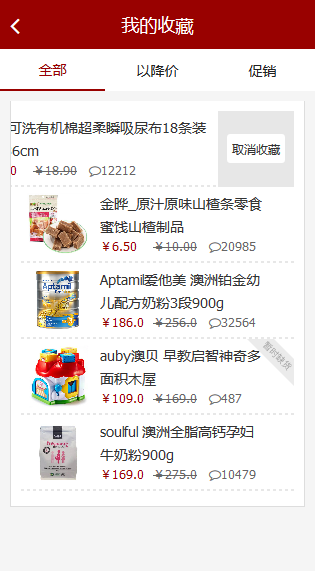 我的收藏
全部 以降价 促销
可洗有机棉超柔瞬吸尿布18条装
6cm
0 ￥18.90 12212
取消收藏
金晔_原汁原味山楂条零食
蜜饯山楂制品
￥6.50 ￥10.00 20985
Aptamil爱他美 澳洲铂金幼
儿配方奶粉3段900g
￥186.0 ￥256.0 32564
Aptamil
auby澳贝 早教启智神奇多
面积木屋
￥109.0 ￥169.0 487
暂时缺货
soulful 澳洲全脂高钙孕妇
奶粉900g
￥169.0 ￥275.0 10479